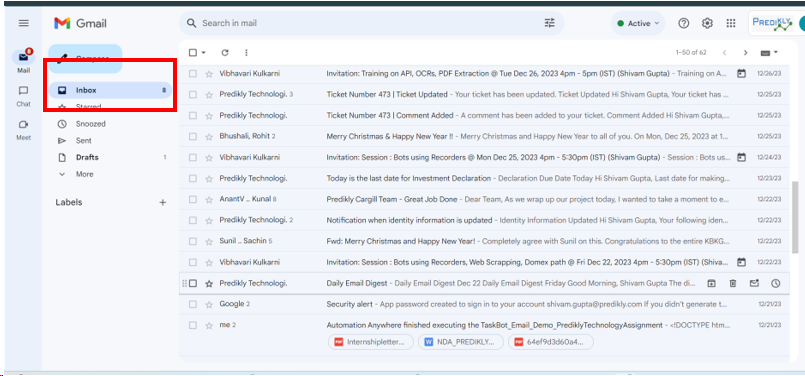 Gmail
Search in mail
Active
PREDIKLY
8
Mail
Chat
Meet
Compose
Inbox 8
Starred
Snoozed
Sent
Drafts 1
More
Labels
1–50 of 62
Vibhavari Kulkarni Invitation: Training on API, OCRs, PDF Extraction @ Tue Dec 26, 2023 4pm - 5pm (IST) (Shivam Gupta) - Training on A... 12/26/23
Predikly Technologi. 3 Ticket Number 473 | Ticket Updated - Your ticket has been updated. Ticket Updated Hi Shivam Gupta, Your ticket has ... 12/25/23
Predikly Technologi. Ticket Number 473 | Comment Added - A comment has been added to your ticket. Comment Added Hi Shivam Gupta, ... 12/25/23
Bhushali, Rohit 2 Merry Christmas & Happy New Year !! - Merry Christmas and Happy New Year to all of you. On Mon, Dec 25, 2023 at 1... 12/25/23
Vibhavari Kulkarni Invitation: Session : Bots using Recorders @ Mon Dec 25, 2023 4pm - 5:30pm (IST) (Shivam Gupta) - Session : Bots us... 12/24/23
Predikly Technologi. Today is the last date for Investment Declaration - Declaration Due Date Today Hi Shivam Gupta, Last date for making... 12/23/23
AnantV .. Kunal 8 Predikly Cargill Team - Great Job Done - Dear Team, As we wrap up our project today, I wanted to take a moment to e... 12/22/23
Predikly Technologi. 2 Notification when identity information is updated - Identity Information Updated Hi Shivam Gupta, Your following iden... 12/22/23
Sunil .. Sachin 5 Fwd: Merry Christmas and Happy New Year! - Completely agree with Sunil on this. Congratulations to the entire KBKG... 12/22/23
Vibhavari Kulkarni Invitation: Session : Bots using Recorders, Web Scrapping, Domex path @ Fri Dec 22, 2023 4pm - 5:30pm (IST) (Shiva... 12/22/23
Predikly Technologi. Daily Email Digest - Daily Email Digest Dec 22 Daily Email Digest Friday Good Morning, Shivam Gupta The di...
Google 2 Security alert - App password created to sign in to your account shivam.gupta@predikly.com If you didn't generate t... 12/21/23
me 2 Automation Anywhere finished executing the TaskBot_Email_Demo_PrediklyTechnologyAssignment - <!DOCTYPE htm... 12/21/23
PDF Internshipletter... W NDA_PREDIKLY... PDF 64ef9d3d60a4...